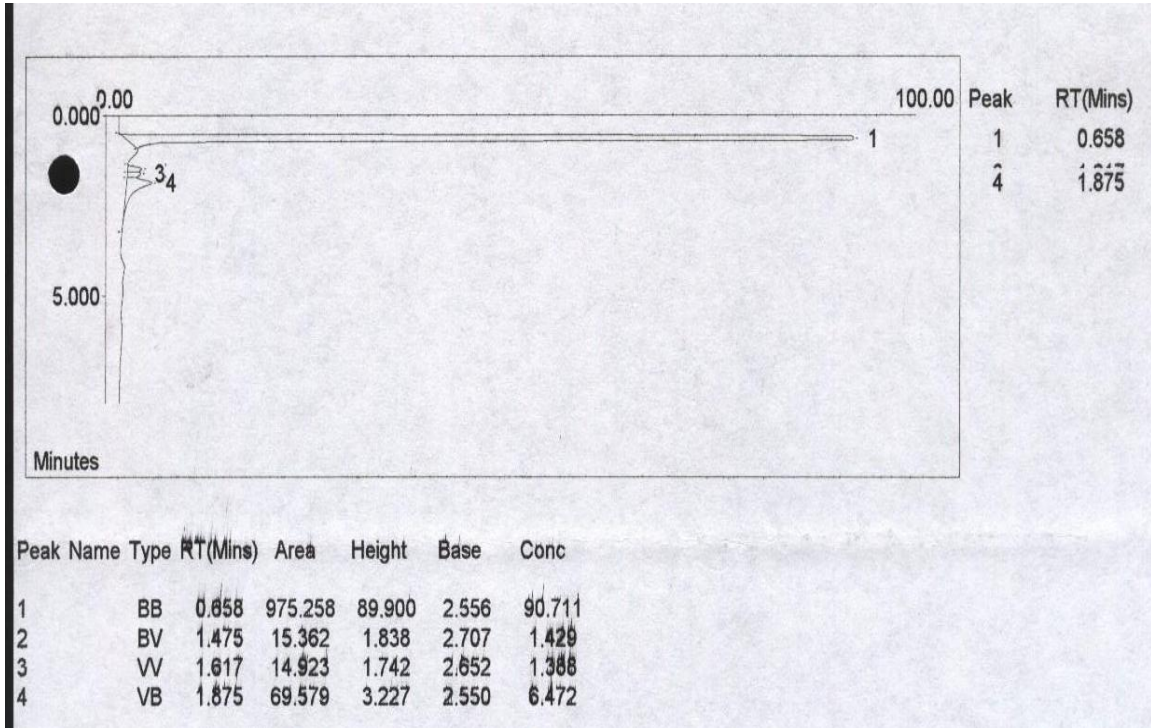 0.00
100.00 Peak RT(Mins)
0.000
1
1 0.658
3
4
4 1.875
5.000
Minutes
Peak Name Type RT(Mins) Area Height Base Conc
1 BB 0.658 975.258 89.900 2.556 90.711
2 BV 1.475 15.362 1.838 2.707 1.429
3 VV 1.617 14.923 1.742 2.652 1.388
4 VB 1.875 69.579 3.227 2.550 6.472